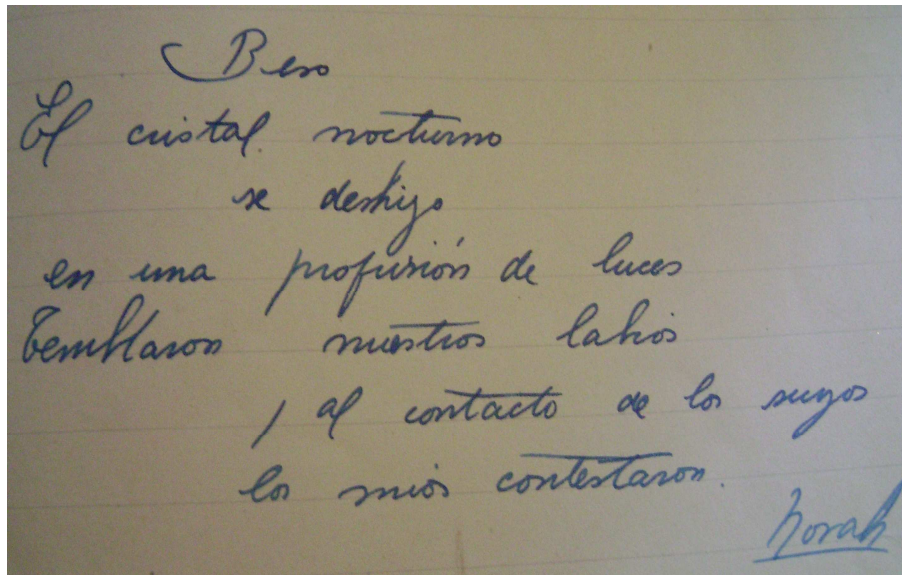 Beso
El cristal nocturno
se deshizo
en una profusión de luces
Temblaron nuestros labios
, al contacto de los suyos
los mios contestaron.
Norah